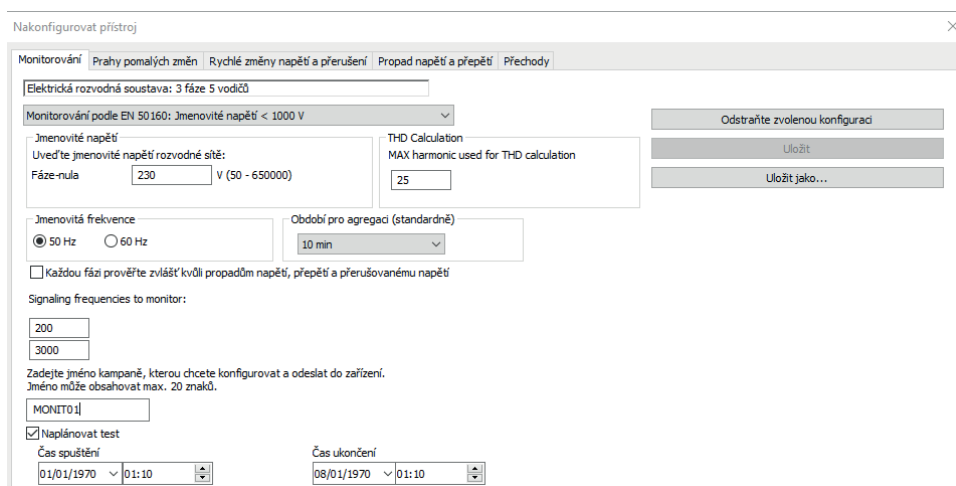 Nakonfigurovat přístroj
Monitorování Prahy pomalých změn Rychlé změny napětí a přerušení Propad napětí a přepětí Přechody
Elektrická rozvodná soustava: 3 fáze 5 vodičů
Monitorování podle EN 50160: Jmenovité napětí < 1000 V
Odstraňte zvolenou konfiguraci
Uložit
Uložit jako...
Jmenovité napětí
Uveďte jmenovité napětí rozvodné sítě:
Fáze-nula 230 V (50 - 650000)
THD Calculation
MAX harmonic used for THD calculation
25
Jmenovitá frekvence
50 Hz 60 Hz
Období pro agregaci (standardně)
10 min
Každou fázi prověřte zvlášť kvůli propadům napětí, přepětí a přerušovanému napětí
Signaling frequencies to monitor:
200
3000
Zadejte jméno kampaně, kterou chcete konfigurovat a odeslat do zařízení.
Jméno může obsahovat max. 20 znaků.
MONIT01
Naplánovat test
Čas spuštění
01/01/1970 01:10
Čas ukončení
08/01/1970 01:10